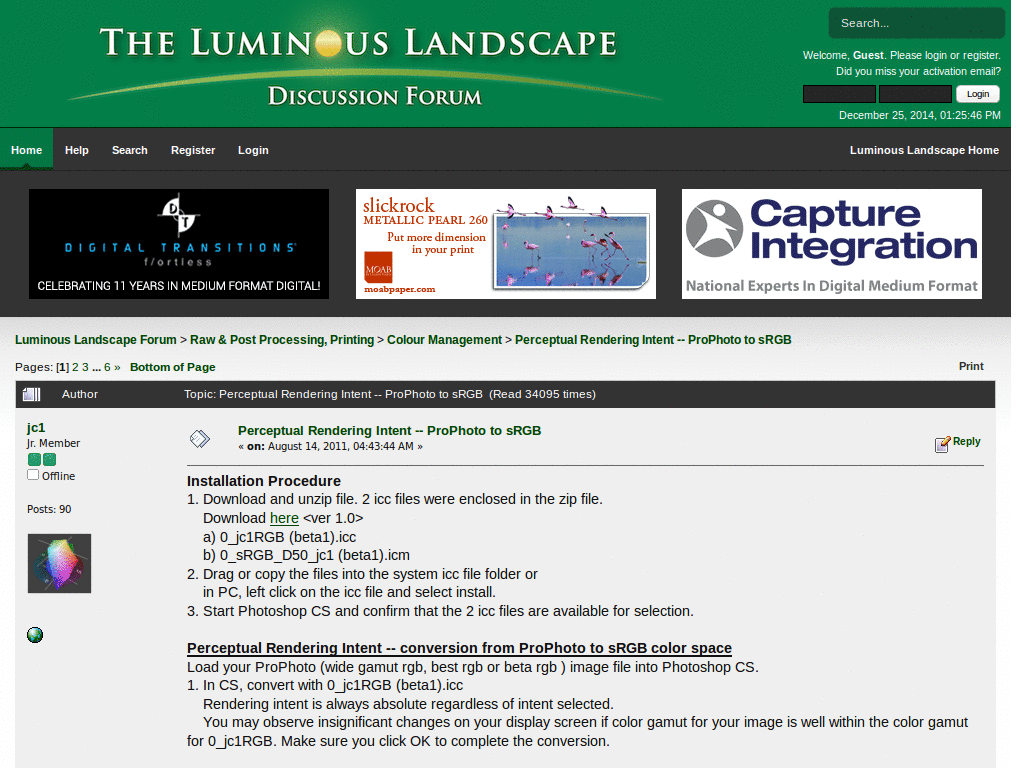 THE LUMINOUS LANDSCAPE
DISCUSSION FORUM
Search...
Welcome, Guest. Please login or register.
Did you miss your activation email?
Login
December 25, 2014, 01:25:46 PM
Home Help Search Register Login Luminous Landscape Home
DT
DIGITAL TRANSITIONS
f/ortless
CELEBRATING 11 YEARS IN MEDIUM FORMAT DIGITAL!
slickrock
METALLIC PEARL 260
Put more dimension
in your print
MOAB
moabpaper.com
Capture
Integration
National Experts In Digital Medium Format
Luminous Landscape Forum > Raw & Post Processing, Printing > Colour Management > Perceptual Rendering Intent -- ProPhoto to sRGB
Pages: [1] 2 3 ... 6 » Bottom of Page Print
Author Topic: Perceptual Rendering Intent -- ProPhoto to sRGB (Read 34095 times)
jc1
Jr. Member
Offline
Posts: 90
Perceptual Rendering Intent -- ProPhoto to sRGB
« on: August 14, 2011, 04:43:44 AM »
Reply
Installation Procedure
1. Download and unzip file. 2 icc files were enclosed in the zip file.
Download here <ver 1.0>
a) 0_jc1RGB (beta1).icc
b) 0_sRGB_D50_jc1 (beta1).icm
2. Drag or copy the files into the system icc file folder or
in PC, left click on the icc file and select install.
3. Start Photoshop CS and confirm that the 2 icc files are available for selection.
Perceptual Rendering Intent -- conversion from ProPhoto to sRGB color space
Load your ProPhoto (wide gamut rgb, best rgb or beta rgb ) image file into Photoshop CS.
1. In CS, convert with 0_jc1RGB (beta1).icc
Rendering intent is always absolute regardless of intent selected.
You may observe insignificant changes on your display screen if color gamut for your image is well within the color gamut
for 0_jc1RGB. Make sure you click OK to complete the conversion.